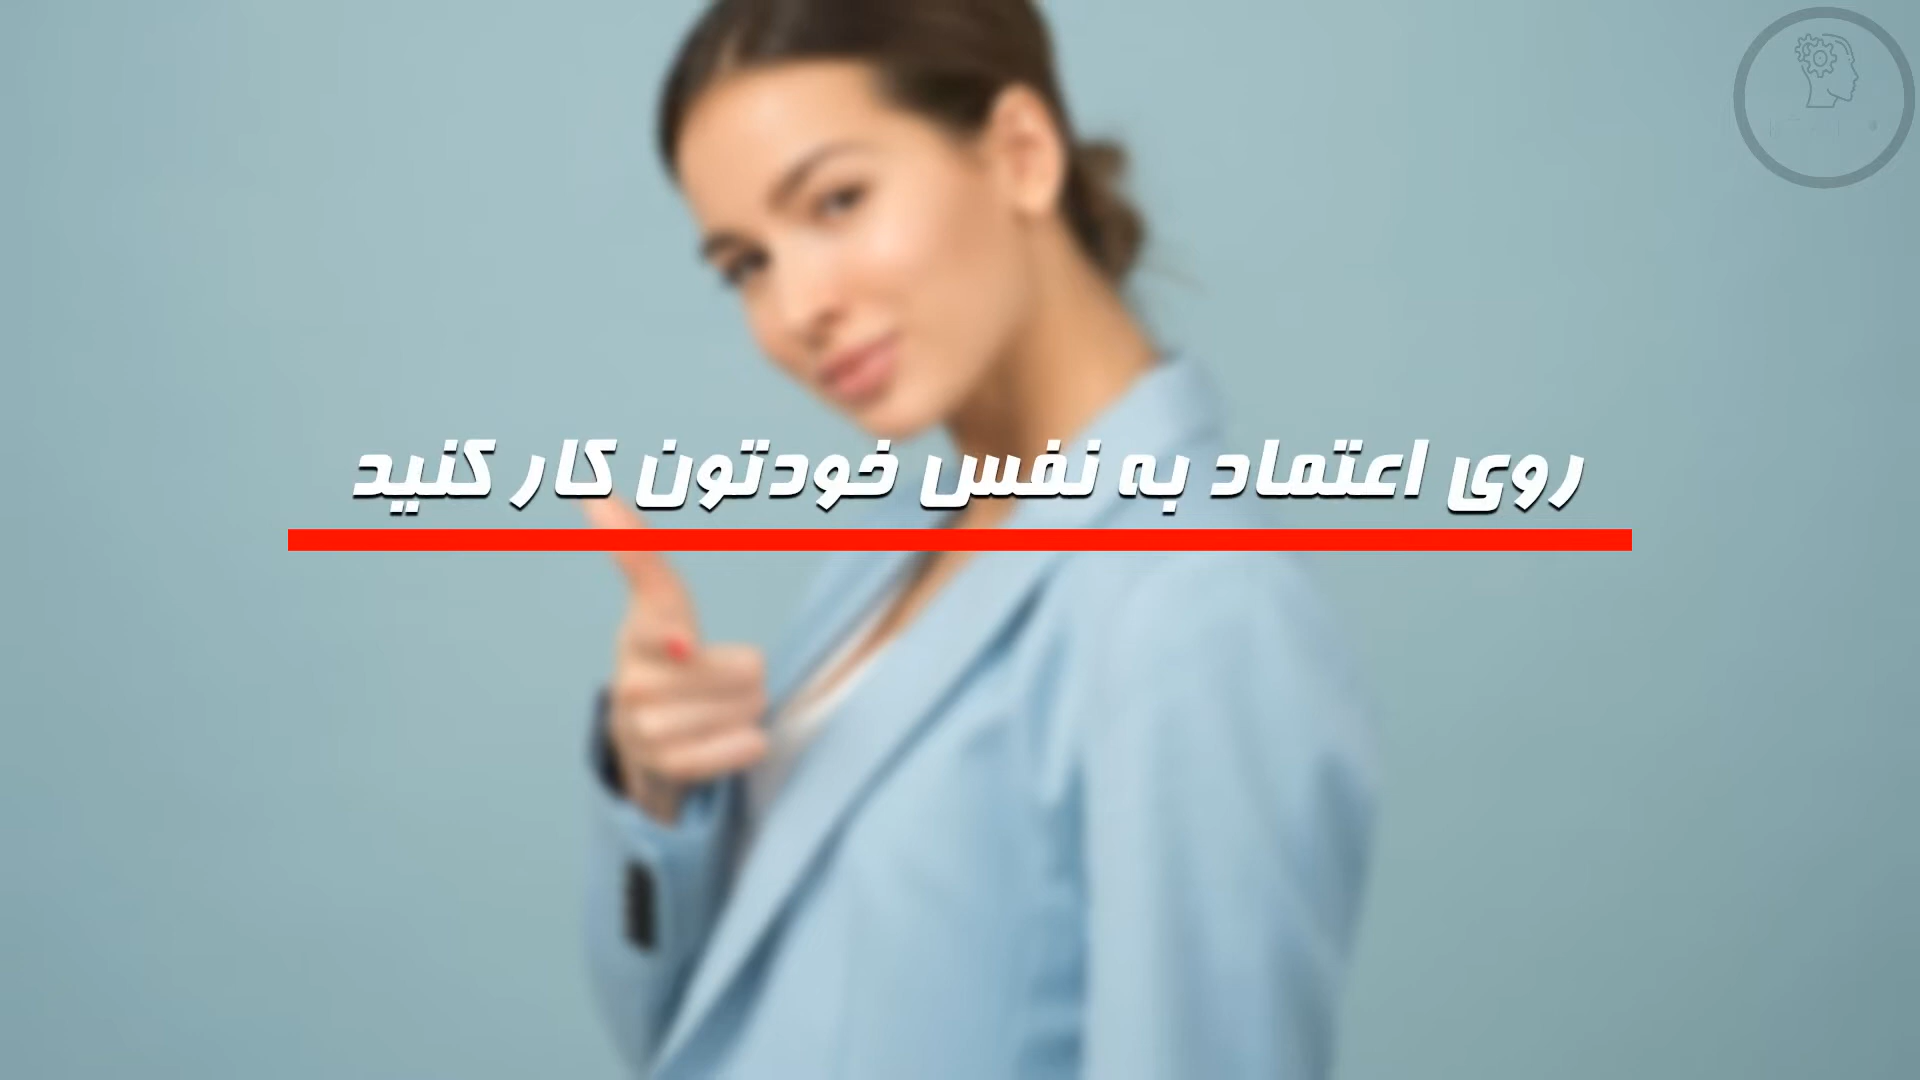 روی اعتماد به نفس خودتون کار کنید